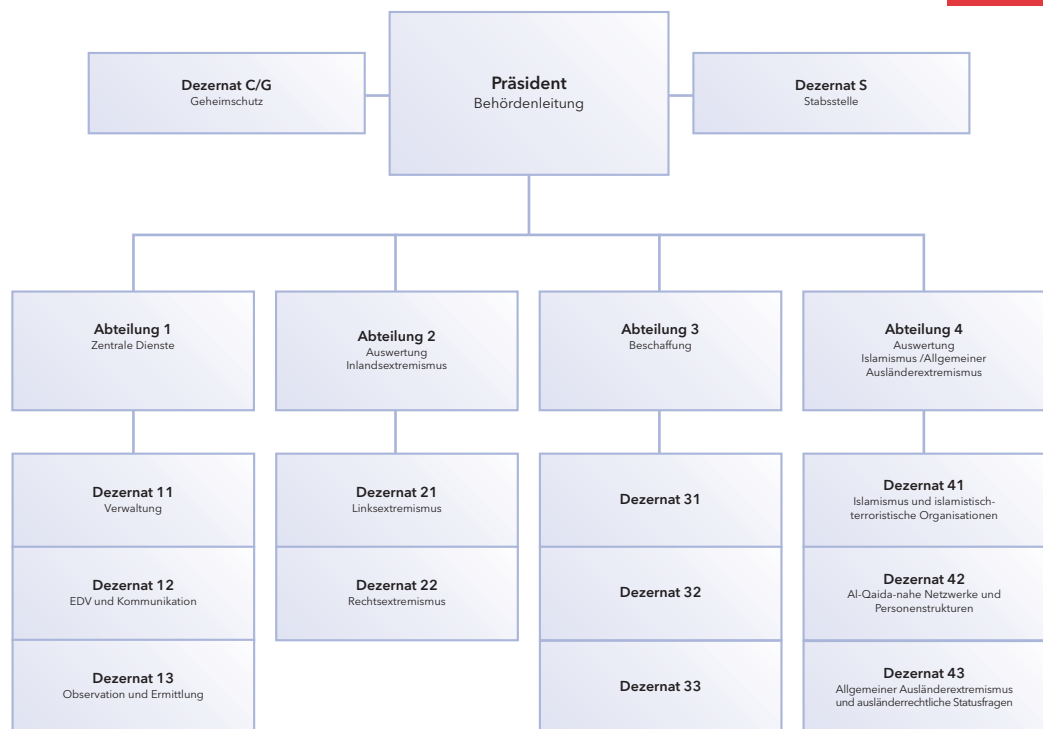 Präsident
Behördenleitung
Dezernat C/G
Geheimschutz
Dezernat S
Stabsstelle
Abteilung 1
Zentrale Dienste
Abteilung 2
Auswertung
Inlandsextremismus
Abteilung 3
Beschaffung
Abteilung 4
Auswertung
Islamismus /Allgemeiner
Ausländerextremismus
Dezernat 11
Verwaltung
Dezernat 12
EDV und Kommunikation
Dezernat 13
Observation und Ermittlung
Dezernat 21
Linksextremismus
Dezernat 22
Rechtsextremismus
Dezernat 31
Dezernat 32
Dezernat 33
Dezernat 41
Islamismus und islamistisch-
terroristische Organisationen
Dezernat 42
Al-Qaida-nahe Netzwerke und
Personenstrukturen
Dezernat 43
Allgemeiner Ausländerextremismus
und ausländerrechtliche Statusfragen